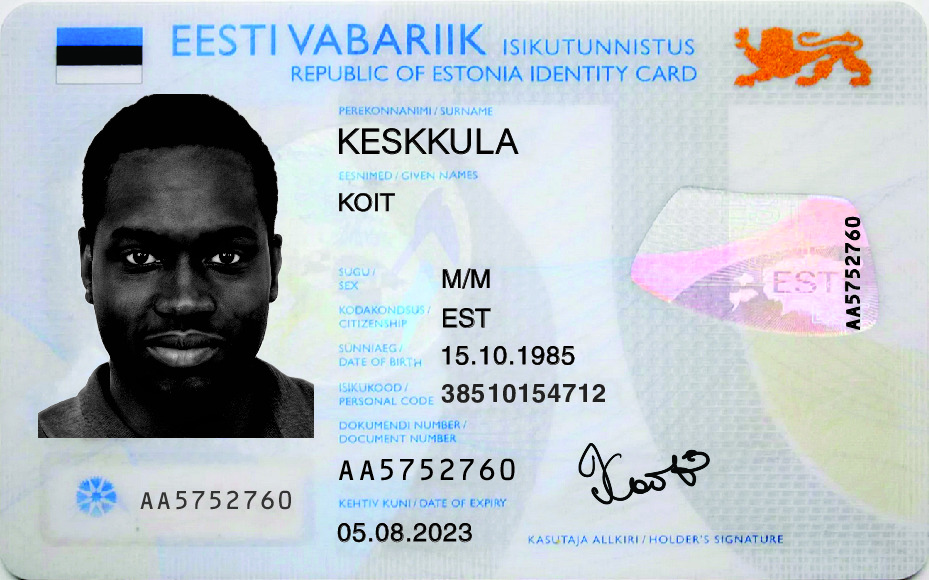 EESTI VABARIIK ISIKUTUNNISTUS
REPUBLIC OF ESTONIA IDENTITY CARD
PEREKONNANIMI / SURNAME
KESKKULA
EESNIMED / GIVEN NAMES
KOIT
SUGU /
SEX
M/M
KODAKONDSUS /
CITIZENSHIP
EST
SÜNNIAEG /
DATE OF BIRTH
15.10.1985
ISIKUKOOD /
PERSONAL CODE
38510154712
DOKUMENDI NUMBER /
DOCUMENT NUMBER
AA5752760
KEHTIV KUNI / DATE OF EXPIRY
05.08.2023
AA5752760
EST
AA5752760
KASUTAJA ALLKIRI / HOLDER'S SIGNATURE